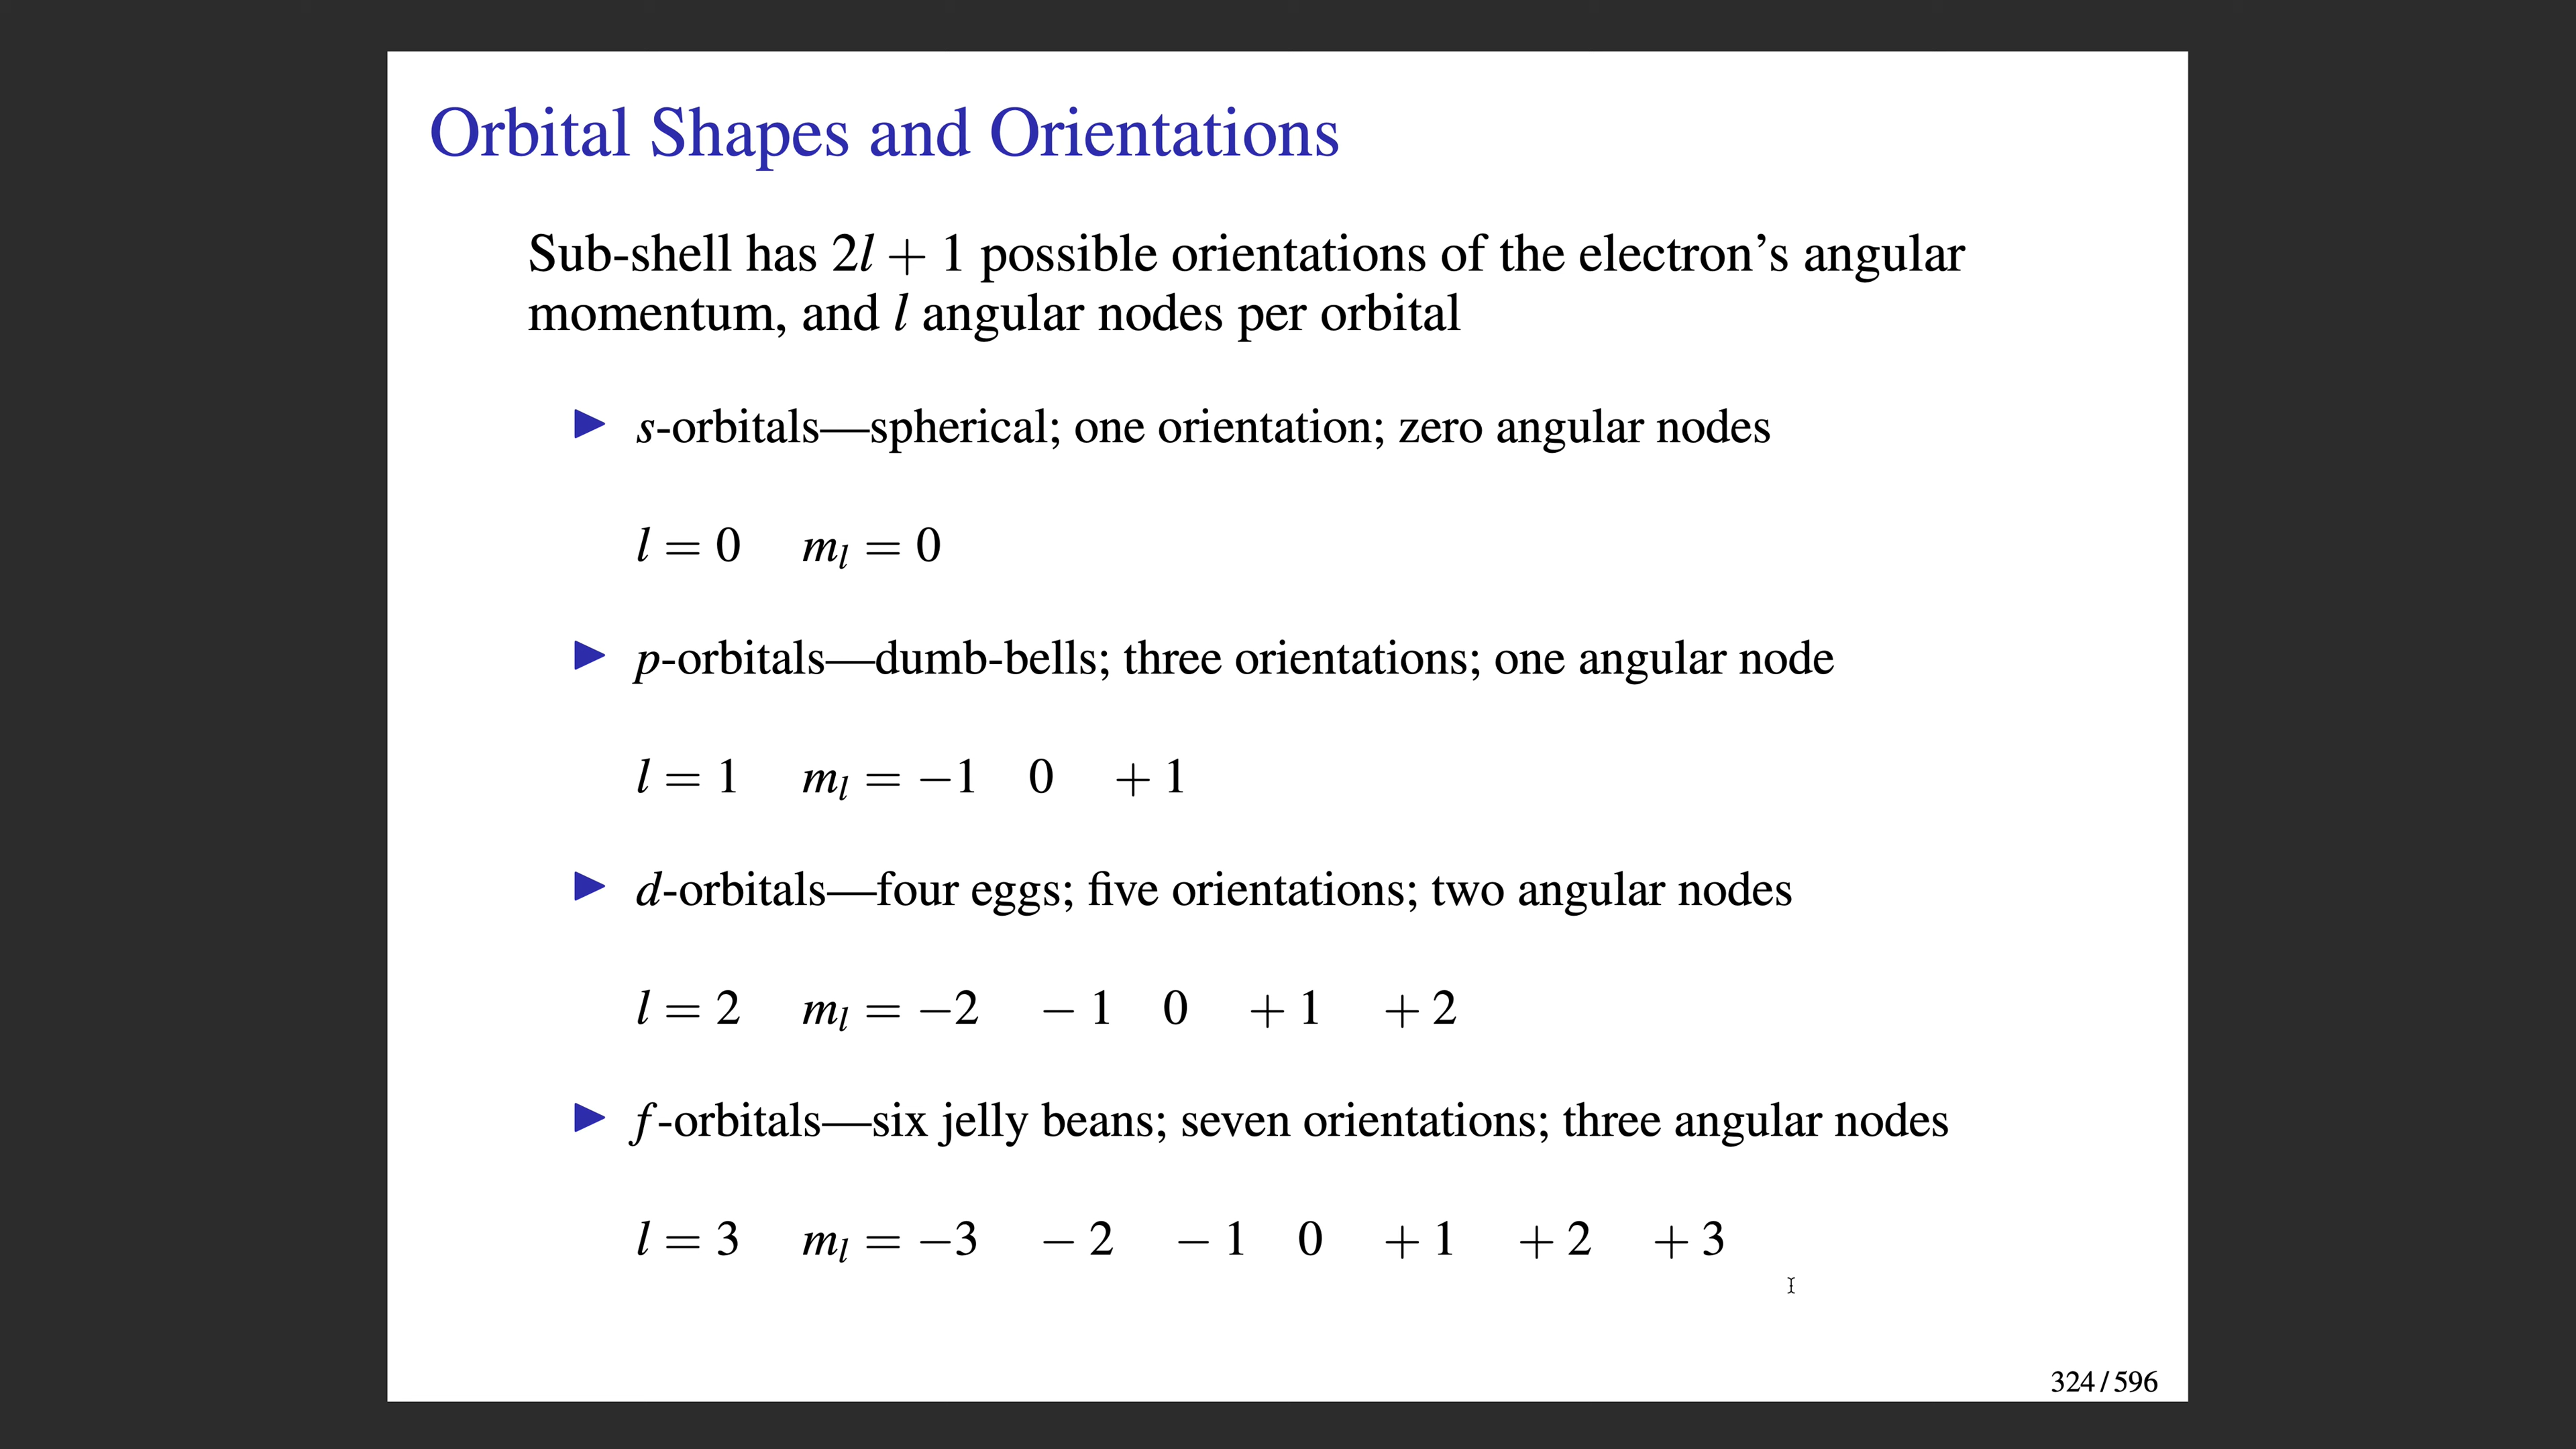 Orbital Shapes and Orientations
Sub-shell has 2l + 1 possible orientations of the electron’s angular
momentum, and l angular nodes per orbital
▶ s-orbitals—spherical; one orientation; zero angular nodes
l = 0 m_l = 0
▶ p-orbitals—dumb-bells; three orientations; one angular node
l = 1 m_l = −1 0 + 1
▶ d-orbitals—four eggs; five orientations; two angular nodes
l = 2 m_l = −2 − 1 0 + 1 + 2
▶ f-orbitals—six jelly beans; seven orientations; three angular nodes
l = 3 m_l = −3 − 2 − 1 0 + 1 + 2 + 3
324 / 596